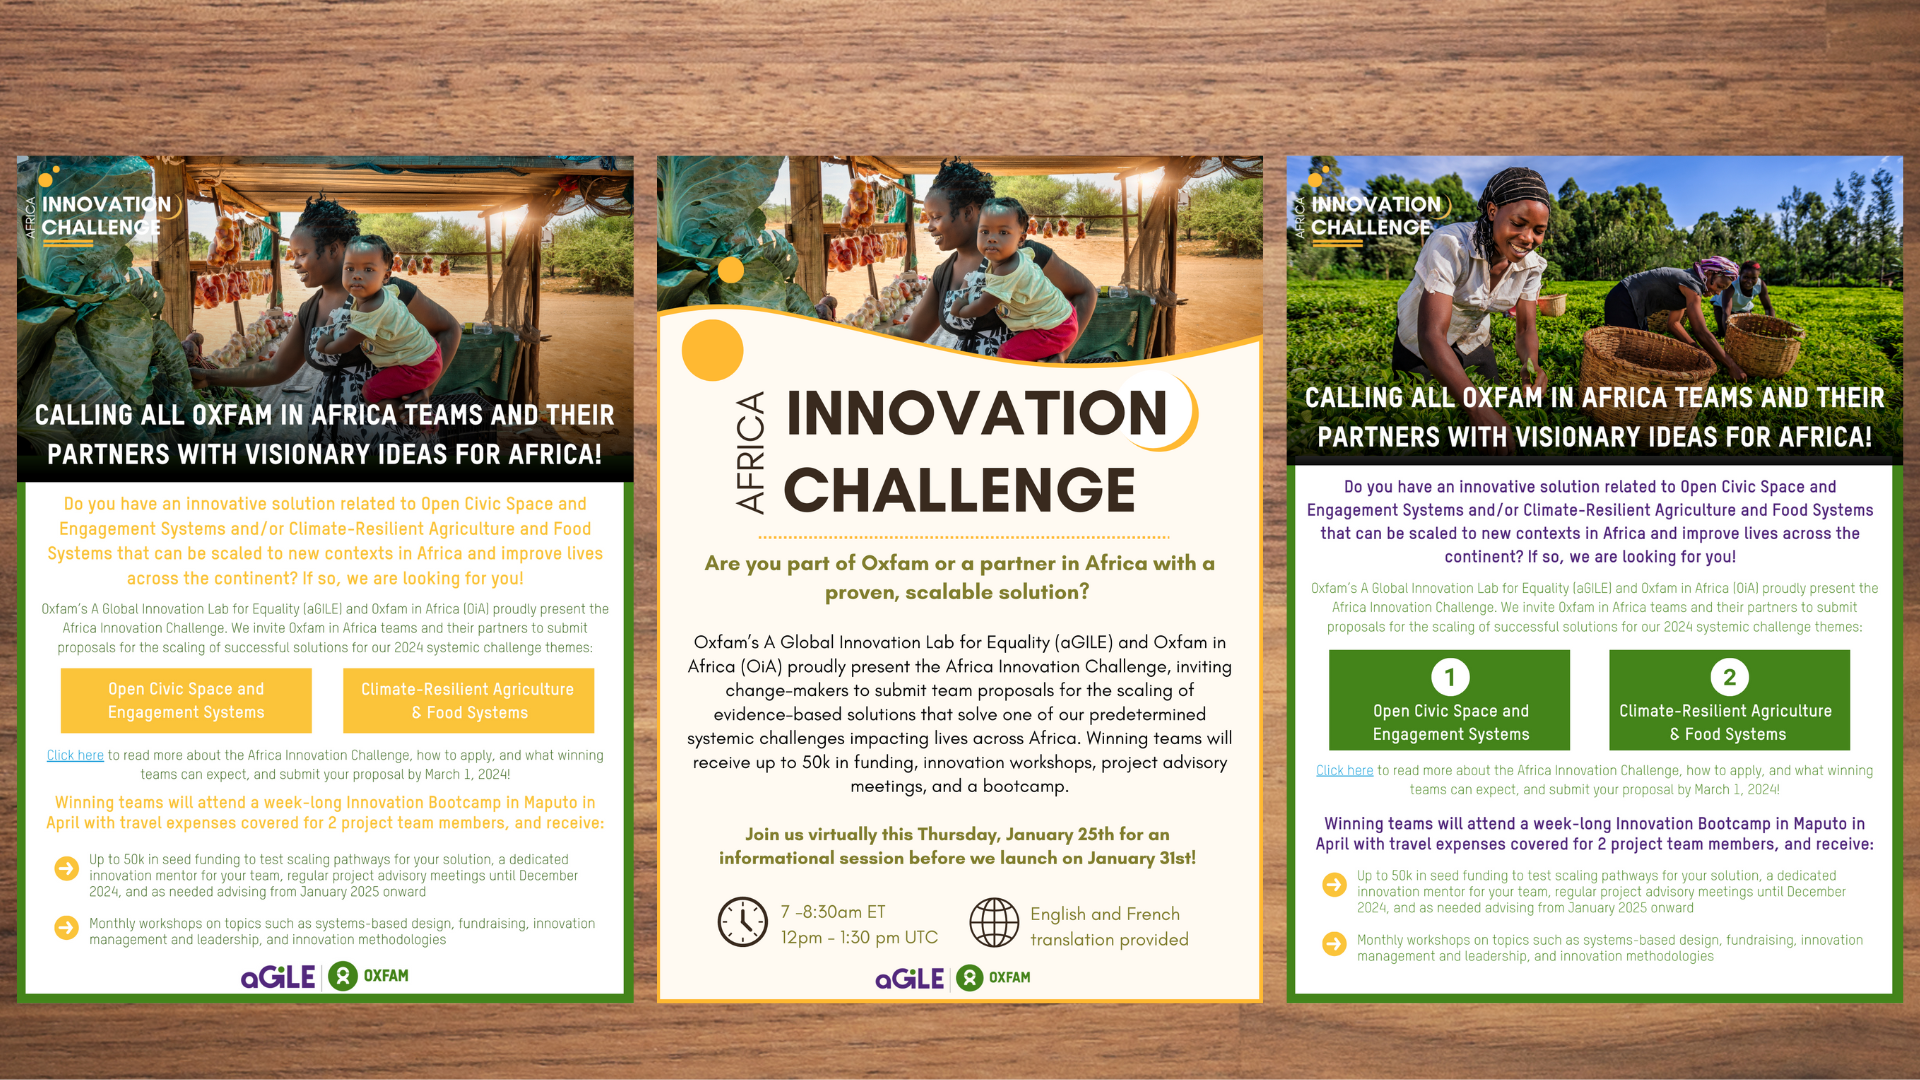 AFRICA
INNOVATION
CHALLENGE
CALLING ALL OXFAM IN AFRICA TEAMS AND THEIR
PARTNERS WITH VISIONARY IDEAS FOR AFRICA!
Do you have an innovative solution related to Open Civic Space and
Engagement Systems and/or Climate-Resilient Agriculture and Food
Systems that can be scaled to new contexts in Africa and improve lives
across the continent? If so, we are looking for you!
Oxfam's A Global Innovation Lab for Equality (aGILE) and Oxfam in Africa (OiA) proudly present the
Africa Innovation Challenge. We invite Oxfam in Africa teams and their partners to submit
proposals for the scaling of successful solutions for our 2024 systemic challenge themes:
Open Civic Space and
Engagement Systems
Climate-Resilient Agriculture
& Food Systems
Click here to read more about the Africa Innovation Challenge, how to apply, and what winning
teams can expect, and submit your proposal by March 1, 2024!
Winning teams will attend a week-long Innovation Bootcamp in Maputo in
April with travel expenses covered for 2 project team members, and receive:
Up to 50k in seed funding to test scaling pathways for your solution, a dedicated
innovation mentor for your team, regular project advisory meetings until December
2024, and as needed advising from January 2025 onward
Monthly workshops on topics such as systems-based design, fundraising, innovation
management and leadership, and innovation methodologies
aGiLE OXFAM
AFRICA
INNOVATION
CHALLENGE
Are you part of Oxfam or a partner in Africa with a
proven, scalable solution?
Oxfam's A Global Innovation Lab for Equality (aGILE) and Oxfam in
Africa (OiA) proudly present the Africa Innovation Challenge, inviting
change-makers to submit team proposals for the scaling of
evidence-based solutions that solve one of our predetermined
systemic challenges impacting lives across Africa. Winning teams will
receive up to 50k in funding, innovation workshops, project advisory
meetings, and a bootcamp.
Join us virtually this Thursday, January 25th for an
informational session before we launch on January 31st!
7 -8:30am ET
12pm - 1:30 pm UTC
English and French
translation provided
aGiLE OXFAM
AFRICA
INNOVATION
CHALLENGE
CALLING ALL OXFAM IN AFRICA TEAMS AND THEIR
PARTNERS WITH VISIONARY IDEAS FOR AFRICA!
Do you have an innovative solution related to Open Civic Space and
Engagement Systems and/or Climate-Resilient Agriculture and Food Systems
that can be scaled to new contexts in Africa and improve lives across the
continent? If so, we are looking for you!
Oxfam's A Global Innovation Lab for Equality (aGILE) and Oxfam in Africa (OiA) proudly present the
Africa Innovation Challenge. We invite Oxfam in Africa teams and their partners to submit
proposals for the scaling of successful solutions for our 2024 systemic challenge themes:
1
Open Civic Space and
Engagement Systems
2
Climate-Resilient Agriculture
& Food Systems
Click here to read more about the Africa Innovation Challenge, how to apply, and what winning
teams can expect, and submit your proposal by March 1, 2024!
Winning teams will attend a week-long Innovation Bootcamp in Maputo in
April with travel expenses covered for 2 project team members, and receive:
Up to 50k in seed funding to test scaling pathways for your solution, a dedicated
innovation mentor for your team, regular project advisory meetings until December
2024, and as needed advising from January 2025 onward
Monthly workshops on topics such as systems-based design, fundraising, innovation
management and leadership, and innovation methodologies